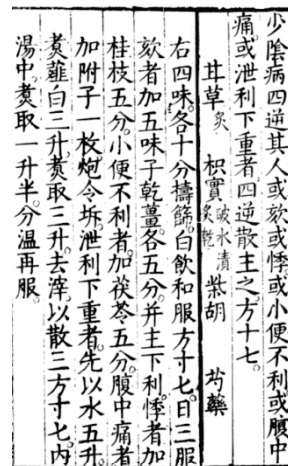 少陰病四逆其人或欬或悸或小便不利或腹中
痛或泄利下重者四逆散主之方十七。
甘草炙 枳實破水漬炙乾 柴胡 芍藥
右四味各十分擣篩白飲和服方寸七日三服
欬者加五味子乾薑各五分并主下利悸者加
桂枝五分小便不利者加茯苓五分腹中痛者
加附子一枚炮令坼泄利下重者先以水五升
煑薤白三升煑取三升去滓以散三方寸七内
湯中煑取一升半分温再服。